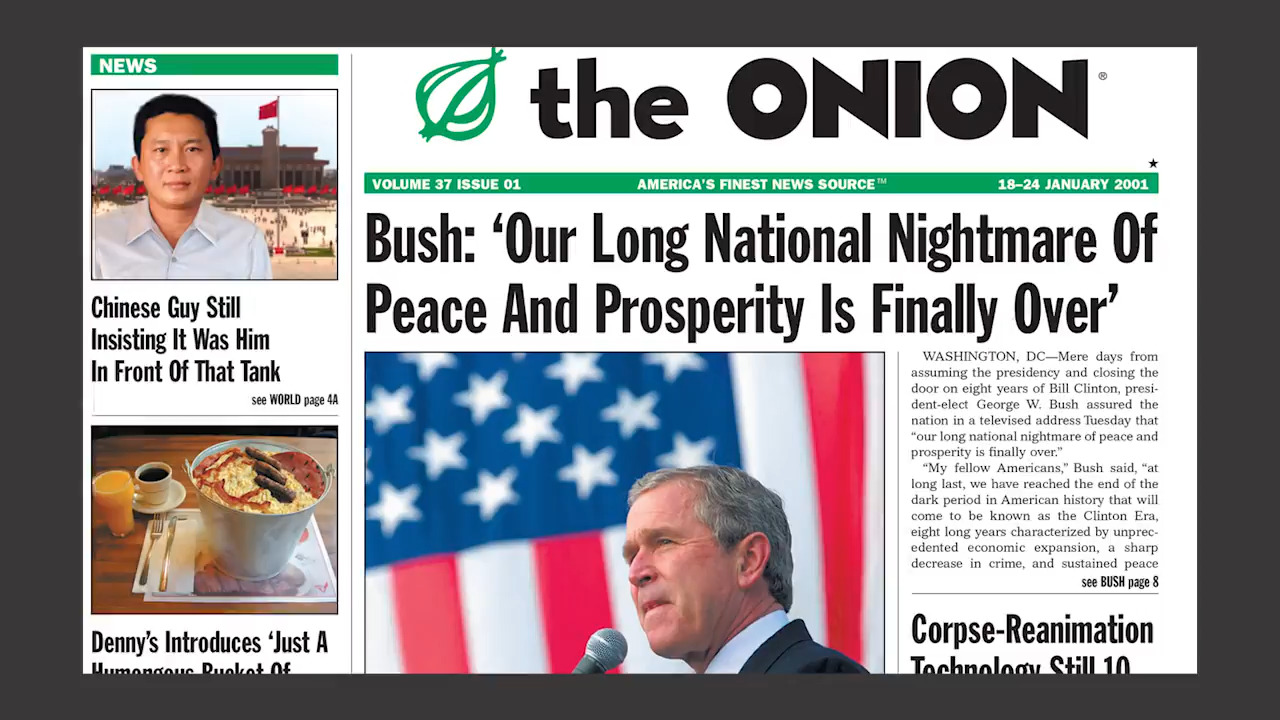 NEWS
Chinese Guy Still
Insisting It Was Him
In Front Of That Tank
see WORLD page 4A
Denny's Introduces ‘Just A
Humongous Bucket Of
the ONION®
VOLUME 37 ISSUE 01 AMERICA'S FINEST NEWS SOURCE™ 18–24 JANUARY 2001
Bush: ‘Our Long National Nightmare Of
Peace And Prosperity Is Finally Over’
WASHINGTON, DC—Mere days from
assuming the presidency and closing the
door on eight years of Bill Clinton, presi-
dent-elect George W. Bush assured the
nation in a televised address Tuesday that
“our long national nightmare of peace and
prosperity is finally over.”
“My fellow Americans,” Bush said, “at
long last, we have reached the end of the
dark period in American history that will
come to be known as the Clinton Era,
eight long years characterized by unprec-
edented economic expansion, a sharp
decrease in crime, and sustained peace
see BUSH page 8
Corpse-Reanimation
Technology Still 10